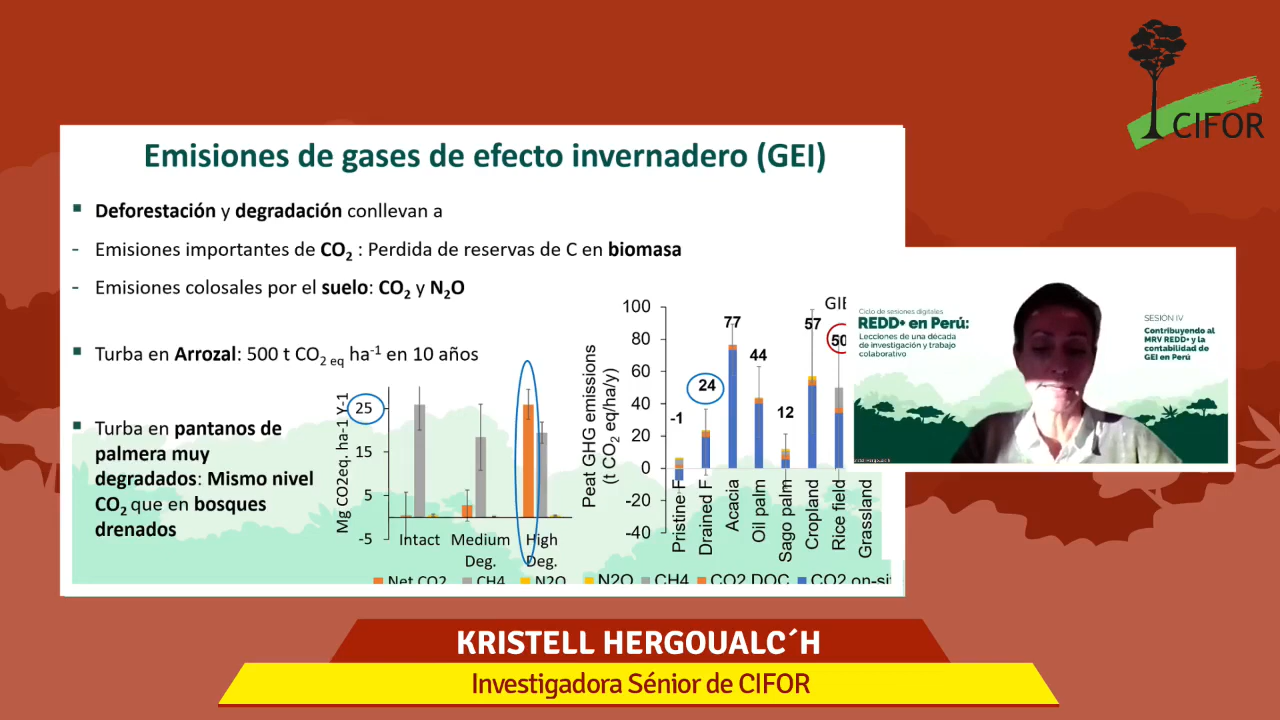 CIFOR
Emisiones de gases de efecto invernadero (GEI)
Deforestación y degradación conllevan a
- Emisiones importantes de CO2 : Perdida de reservas de C en biomasa
- Emisiones colosales por el suelo: CO2 y N2O
Turba en Arrozal: 500 t CO2 eq ha-1 en 10 años
Turba en pantanos de
palmera muy
degradados: Mismo nivel
CO2 que en bosques
drenados
Mg CO2eq. ha-1 Y-1
25
15
5
-5
Intact
Medium
Deg.
High
Deg.
Net CO2
CH4
N2O
Peat GHG emissions
(t CO2 eq/ha/y)
100
80
60
40
20
0
-20
-40
-1
24
77
44
12
57
50
Pristine F
Drained F
Acacia
Oil palm
Sago palm
Cropland
Rice field
Grassland
N2O
CH4
CO2 DOC
CO2 on-sit
Ciclo de sesiones digitales
REDD+ en Perú:
Lecciones de una década
de investigación y trabajo
colaborativo
SESIÓN IV
Contribuyendo al
MRV REDD+ y la
contabilidad de
GEI en Perú
KRISTELL HERGOUALC´H
Investigadora Sénior de CIFOR